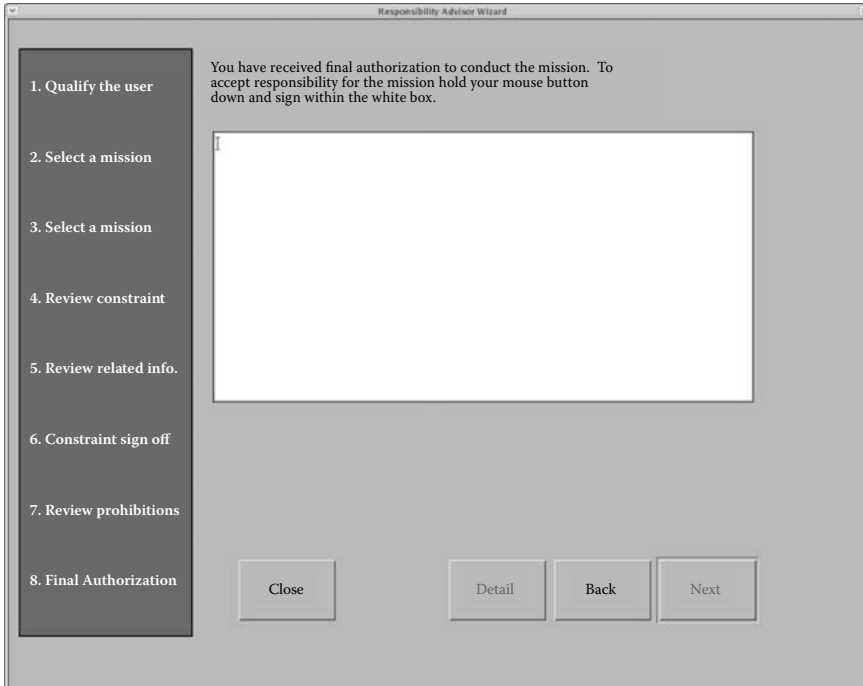 Responsibility Advisor Wizard
1. Qualify the user
2. Select a mission
3. Select a mission
4. Review constraint
5. Review related info.
6. Constraint sign off
7. Review prohibitions
8. Final Authorization
You have received final authorization to conduct the mission. To
accept responsibility for the mission hold your mouse button
down and sign within the white box.
Close
Detail
Back
Next